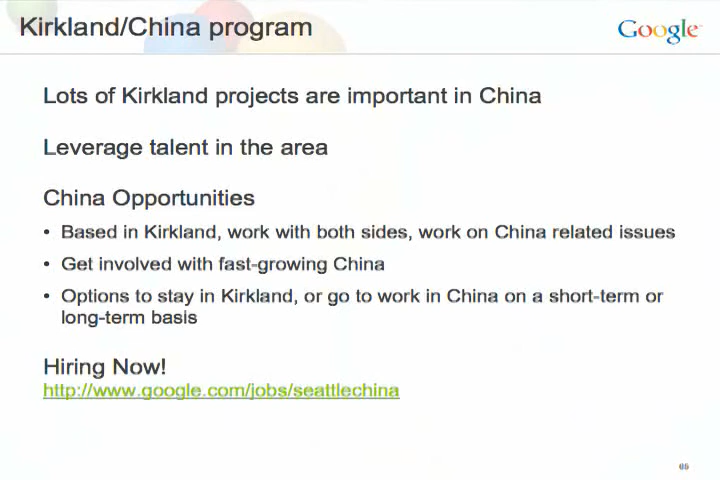 Kirkland/China program
Google
Lots of Kirkland projects are important in China
Leverage talent in the area
China Opportunities
• Based in Kirkland, work with both sides, work on China related issues
• Get involved with fast-growing China
• Options to stay in Kirkland, or go to work in China on a short-term or
long-term basis
Hiring Now!
http://www.google.com/jobs/seattlechina